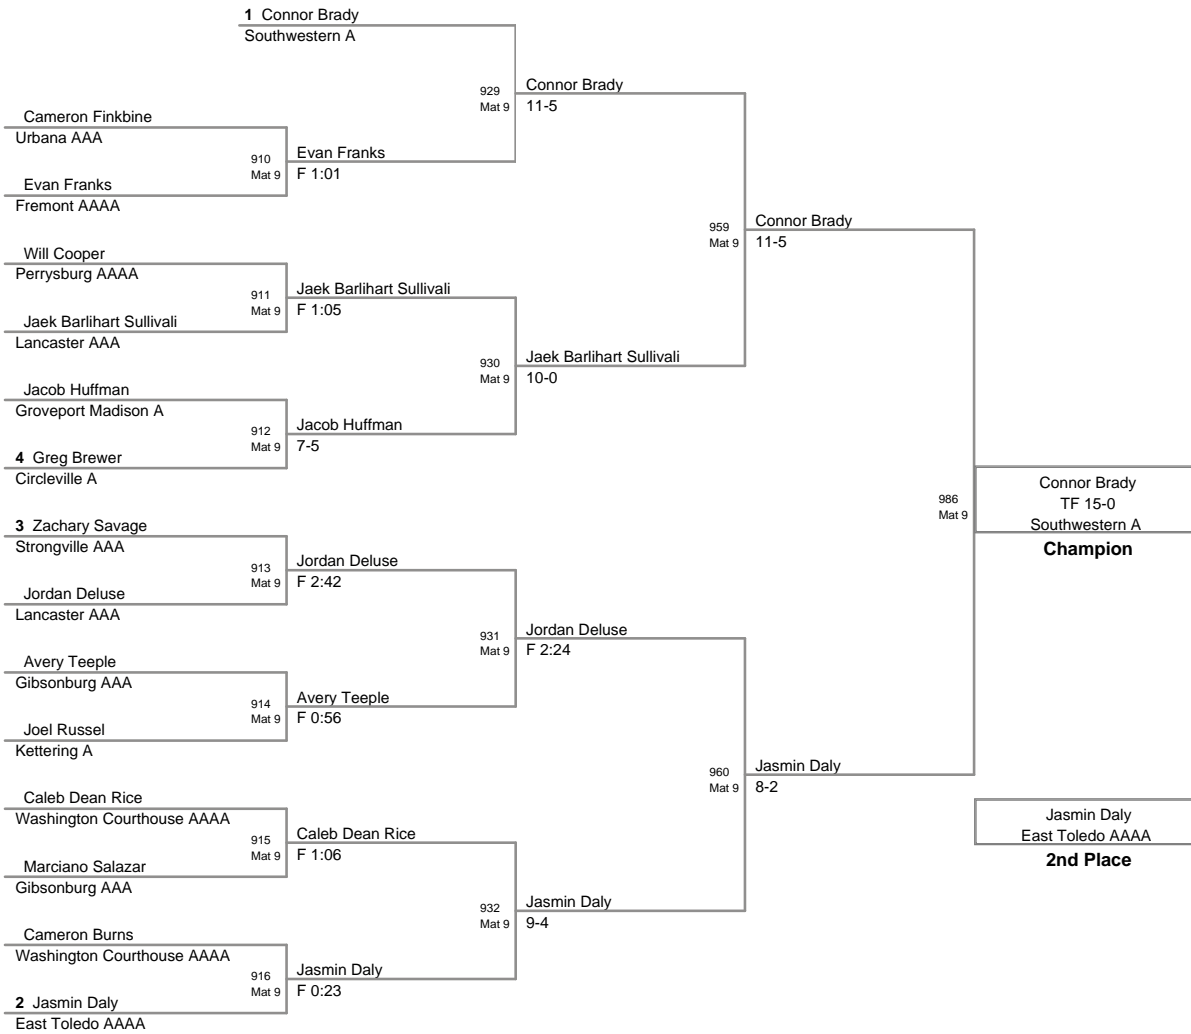 1 Connor Brady
Southwestern A
929
Mat 9
Connor Brady
11-5
Cameron Finkbine
Urbana AAA
910
Mat 9
Evan Franks
F 1:01
Evan Franks
Fremont AAAA
959
Mat 9
Connor Brady
11-5
Will Cooper
Perrysburg AAAA
911
Mat 9
Jaek Barlihart Sullivali
F 1:05
Jaek Barlihart Sullivali
Lancaster AAA
930
Mat 9
Jaek Barlihart Sullivali
10-0
Jacob Huffman
Groveport Madison A
912
Mat 9
Jacob Huffman
7-5
4 Greg Brewer
Circleville A
986
Mat 9
Connor Brady
TF 15-0
Southwestern A
Champion
3 Zachary Savage
Strongville AAA
913
Mat 9
Jordan Deluse
F 2:42
Jordan Deluse
Lancaster AAA
931
Mat 9
Jordan Deluse
F 2:24
Avery Teeple
Gibsonburg AAA
914
Mat 9
Avery Teeple
F 0:56
Joel Russel
Kettering A
960
Mat 9
Jasmin Daly
8-2
Caleb Dean Rice
Washington Courthouse AAAA
915
Mat 9
Caleb Dean Rice
F 1:06
Marciano Salazar
Gibsonburg AAA
Jasmin Daly
East Toledo AAAA
2nd Place
932
Mat 9
Jasmin Daly
9-4
Cameron Burns
Washington Courthouse AAAA
916
Mat 9
Jasmin Daly
F 0:23
2 Jasmin Daly
East Toledo AAAA